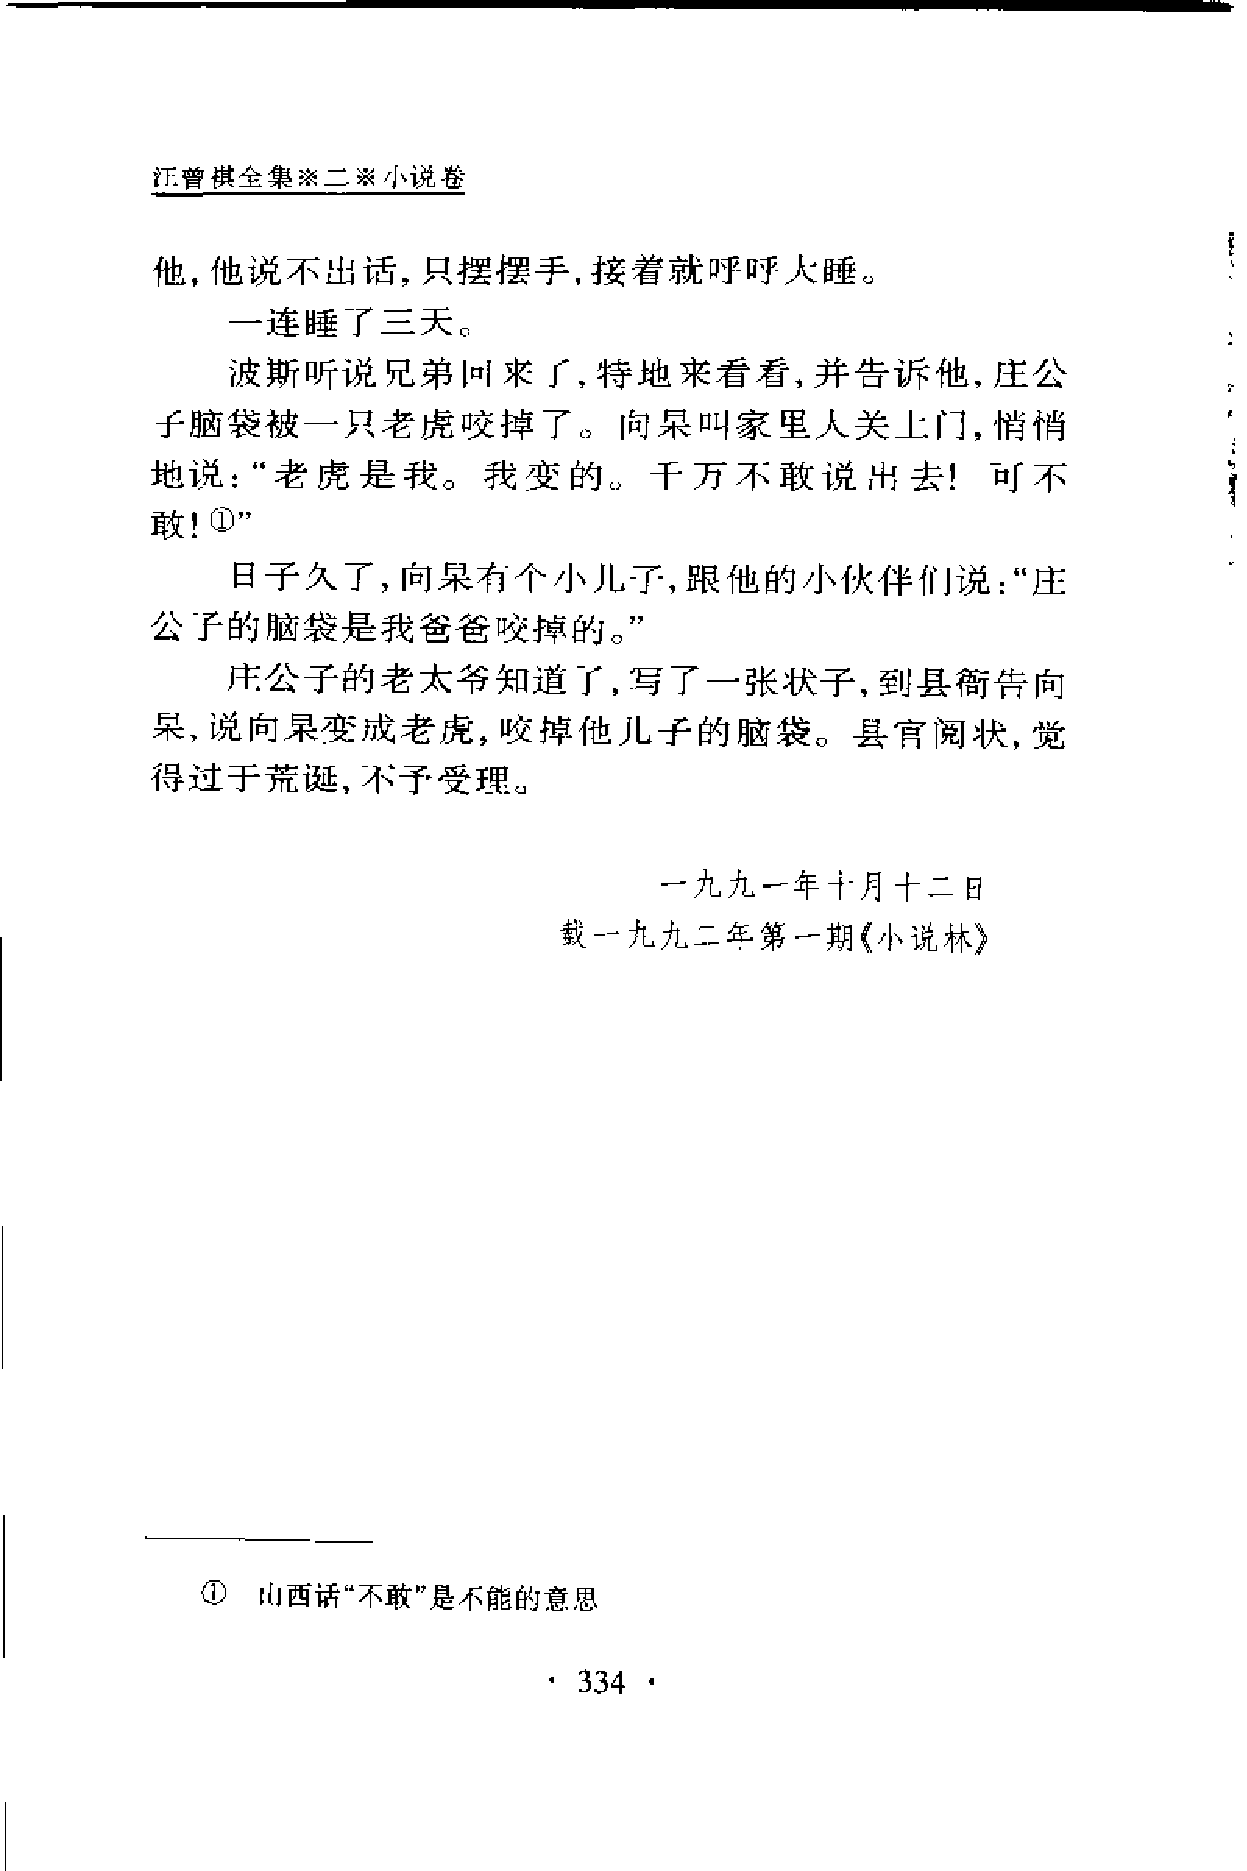 汪曾祺全集※二※小说卷
他，他说不出话，只摆摆手，接着就呼呼大睡。
一连睡了三天。
波斯听说兄弟回来了，特地来看看，并告诉他，庄公
子脑袋被一只老虎咬掉了。向杲叫家里人关上门，悄悄
地说：“老虎是我。我变的。千万不敢说出去！可不
敢！①”
日子久了，向杲有个小儿子，跟他的小伙伴们说：“庄
公子的脑袋是我爸爸咬掉的。”
庄公子的老太爷知道了，写了一张状子，到县衙告向
杲，说向杲变成老虎，咬掉他儿子的脑袋。县官阅状，觉
得过于荒诞，不予受理。
一九九一年十月十二日
载一九九二年第一期《小说林》
① 山西话“不敢”是不能的意思
· 334 ·